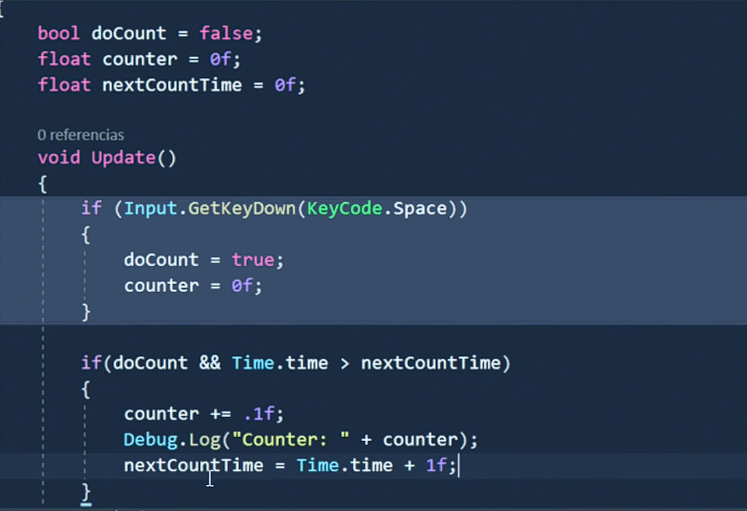 {
bool doCount = false;
float counter = 0f;
float nextCountTime = 0f;
0 referencias
void Update()
{
if (Input.GetKeyDown(KeyCode.Space))
{
doCount = true;
counter = 0f;
}
if(doCount && Time.time > nextCountTime)
{
counter += .1f;
Debug.Log("Counter: " + counter);
nextCountTime = Time.time + 1f;
}